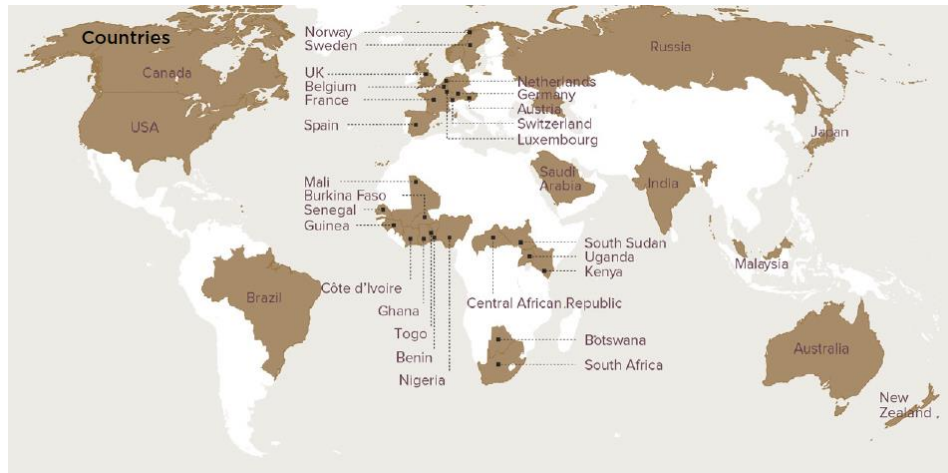 Countries
Norway
Sweden
Canada
Russia
UK
Netherlands
Belgium
Germany
France
Austria
USA
Spain
Switzerland
Japan
Luxembourg
Mali
Saudi
Arabia
India
Burkina Faso
Senegal
Guinea
South Sudan
Uganda
Malaysia
Kenya
Côte d'Ivoire
Brazil
Central African Republic
Ghana
Togo
Botswana
Australia
Benin
South Africa
Nigeria
New
Zealand